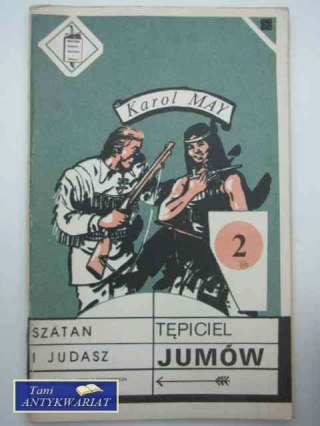 Karol MAY
2
SZATAN
I JUDASZ
TĘPICIEL
JUMÓW
Tani
ANTYKWARIAT